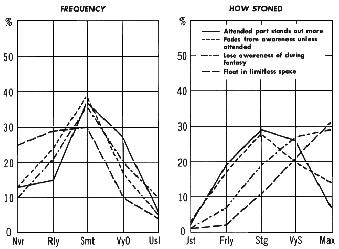 FREQUENCY
HOW STONED
%
50
40
30
20
10
0
Nvr Rly Smt VyO Usl
%
Attended part stands out more
Fades from awareness unless
attended
Lose awareness of during
fantasy
Float in limitless space
50
40
30
20
10
0
Jst Frly Stg VyS Max